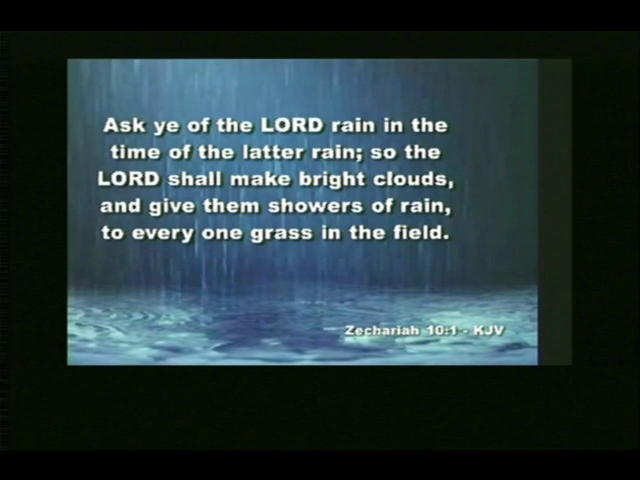 Ask ye of the LORD rain in the
time of the latter rain; so the
LORD shall make bright clouds,
and give them showers of rain,
to every one grass in the field.
Zechariah 10:1 - KJV